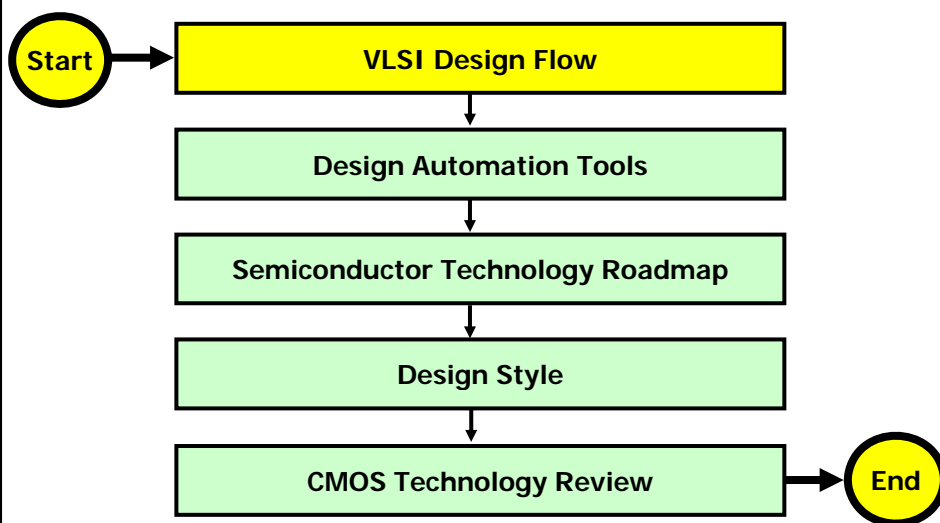 Start
VLSI Design Flow
Design Automation Tools
Semiconductor Technology Roadmap
Design Style
CMOS Technology Review
End